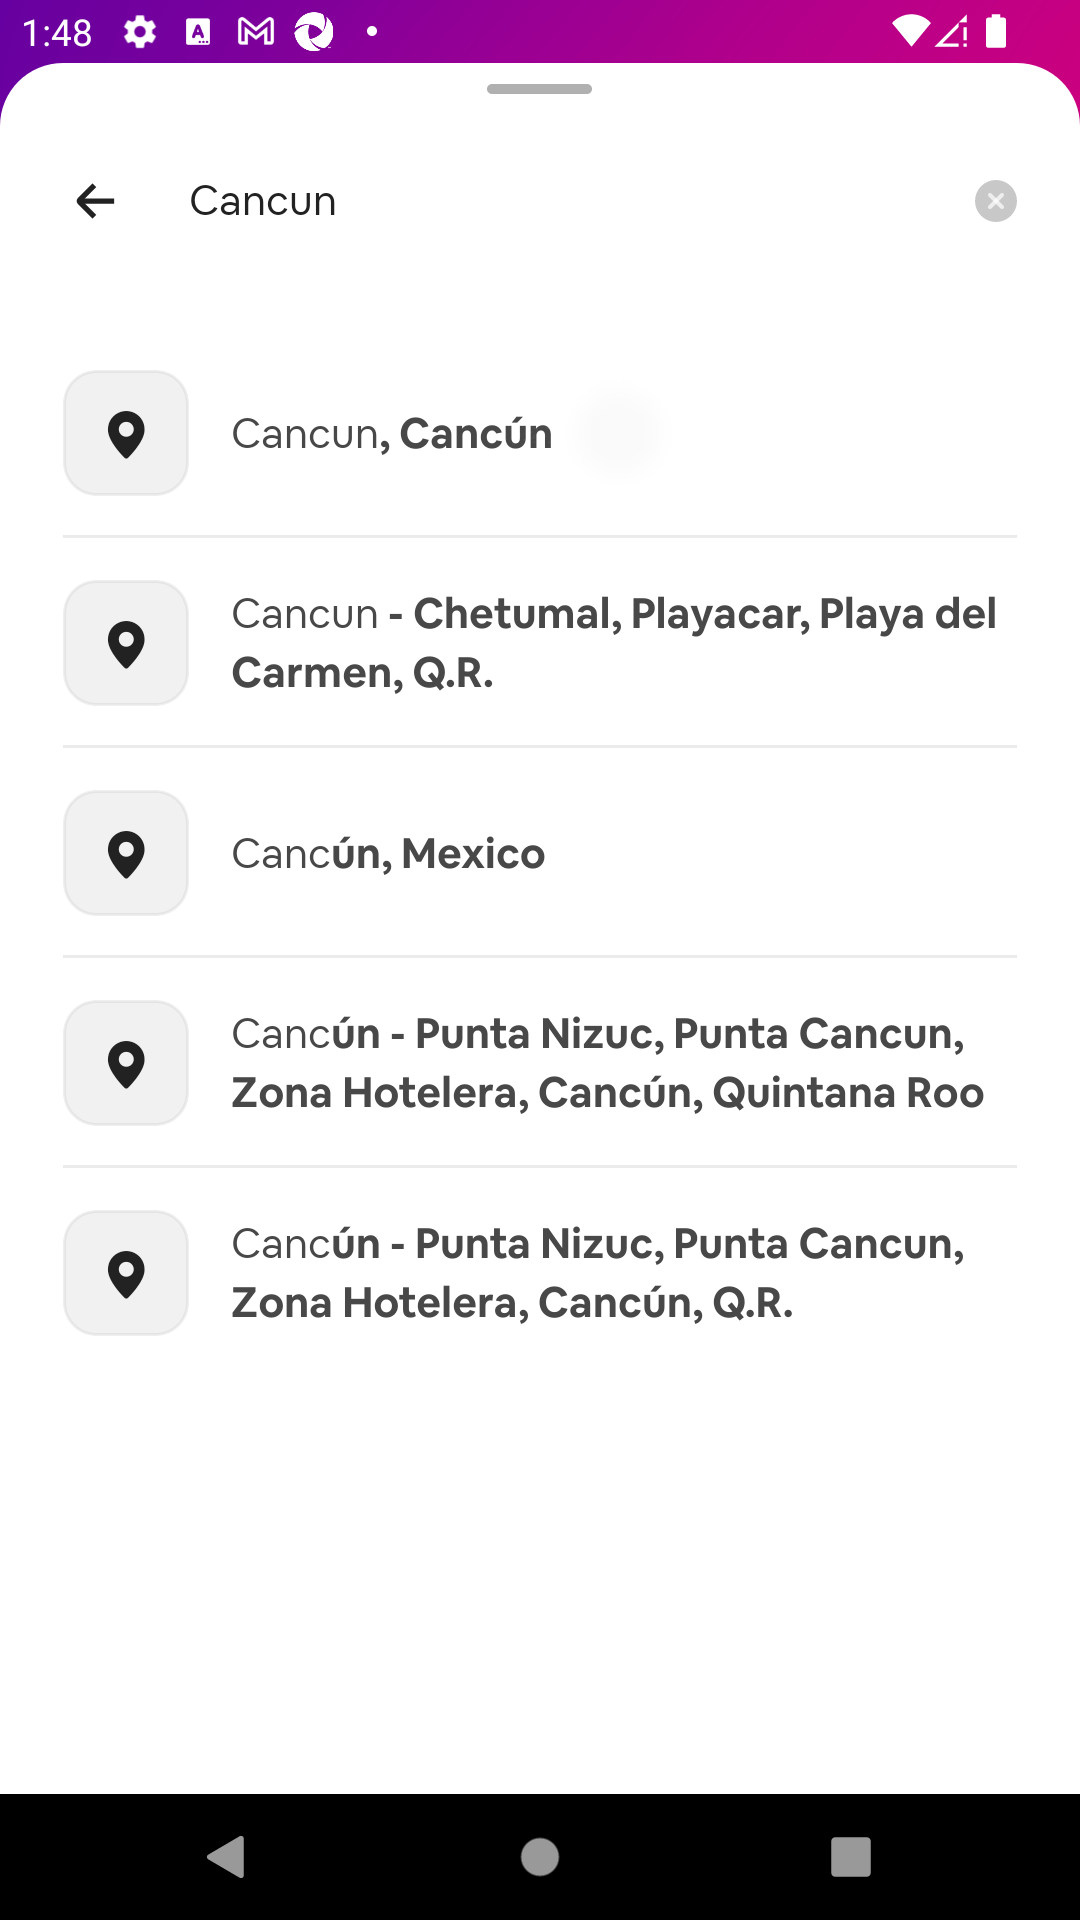 1:48
Cancun
Cancun, Cancún
Cancun - Chetumal, Playacar, Playa del
Carmen, Q.R.
Cancún, Mexico
Cancún - Punta Nizuc, Punta Cancun,
Zona Hotelera, Cancún, Quintana Roo
Cancún - Punta Nizuc, Punta Cancun,
Zona Hotelera, Cancún, Q.R.